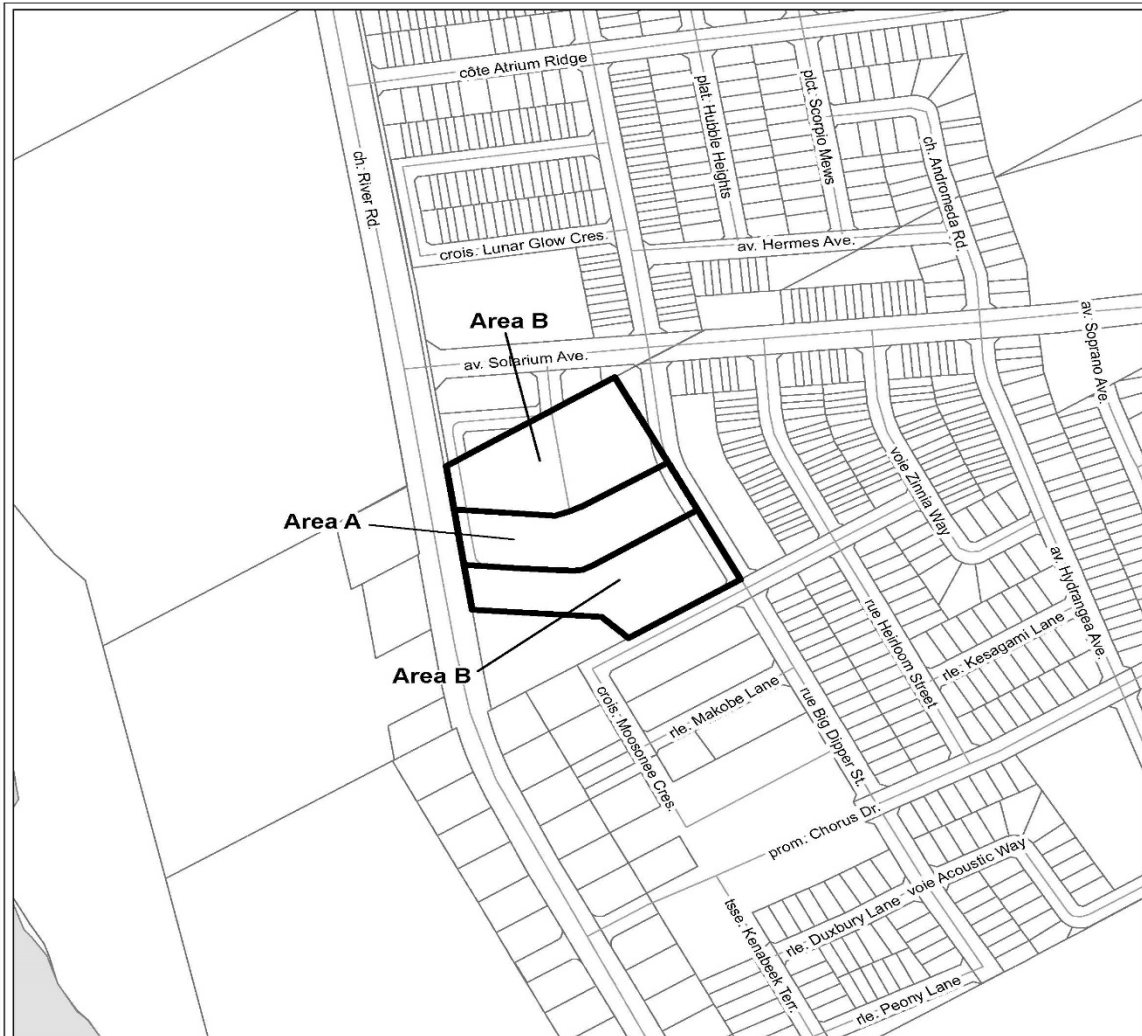 côte Atrium Ridge
plat. Hubble Heights
plct. Scorpio Mews
ch. River Rd.
ch. Andromeda Rd.
crois. Lunar Glow Cres.
av. Hermes Ave.
Area B
av. Solarium Ave.
av. Soprano Ave.
voie Zinnia Way
Area A
av. Hydrangea Ave.
rue Heirloom Street
rle. Kesagami Lane
Area B
crois. Moosonee Cres.
rle. Makobe Lane
rue Big Dipper St.
prom. Chorus Dr.
voie Acoustic Way
rle. Duxbury Lane
tsse. Kenabeek Terr.
rle. Peony Lane